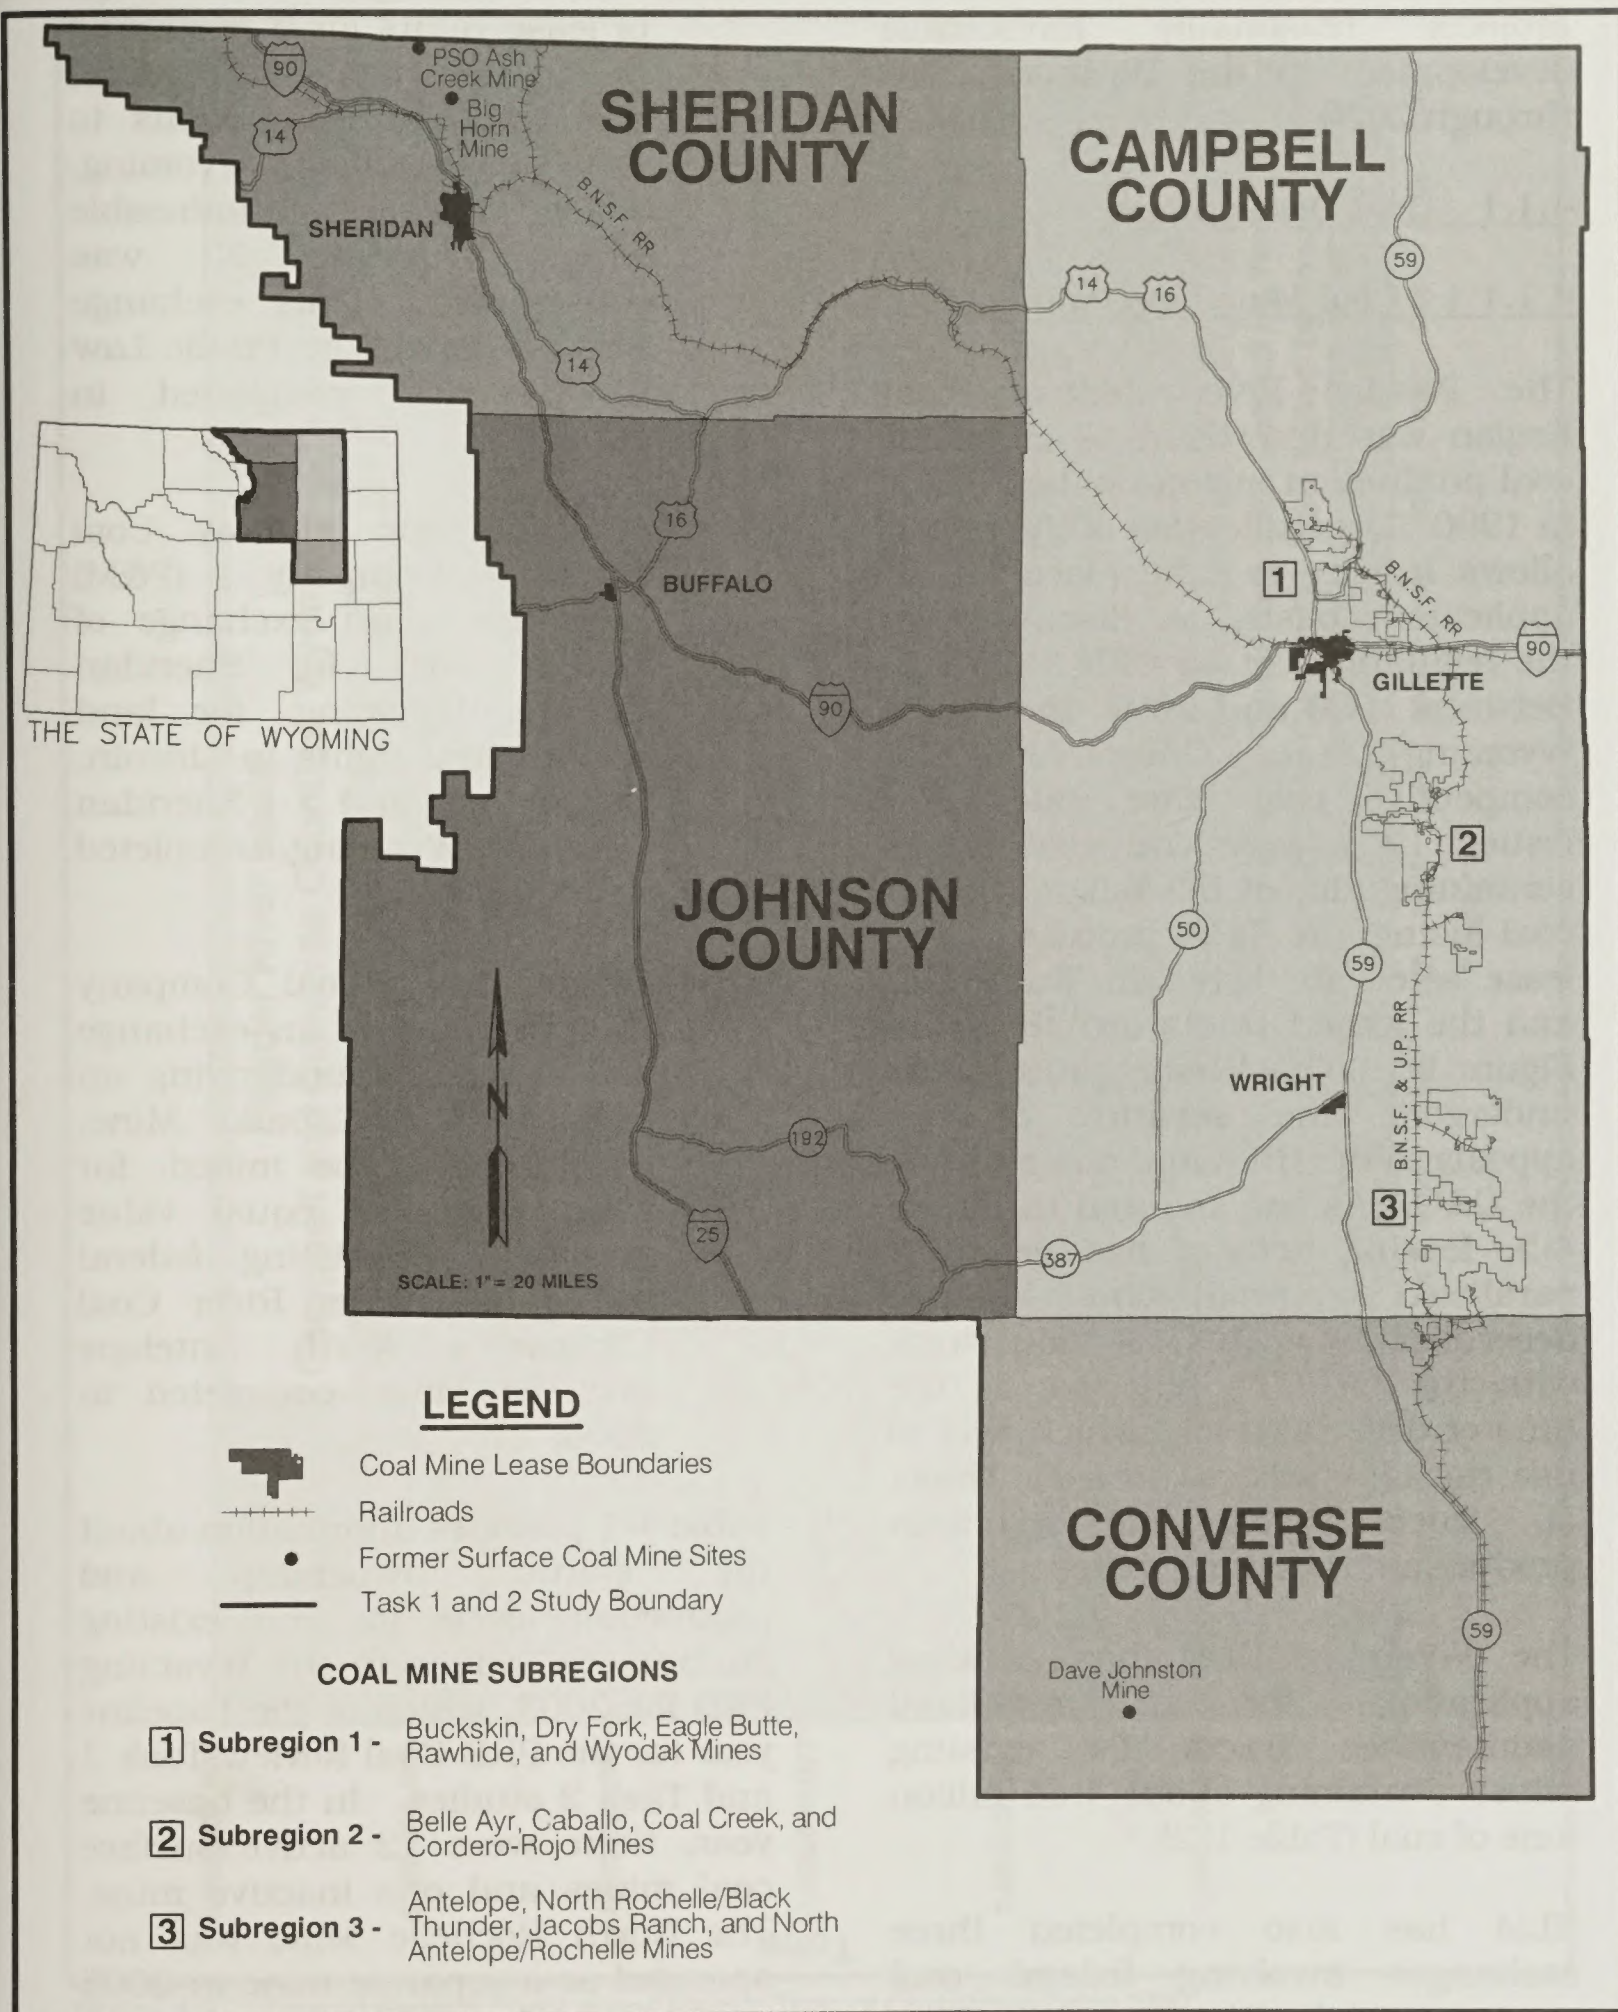 90
PSO Ash
Creek Mine
Big
Horn
Mine
14
SHERIDAN
COUNTY
CAMPBELL
COUNTY
SHERIDAN
B.N.S.F. RR
59
14
16
14
16
BUFFALO
1
B.N.S.F. RR
90
GILLETTE
90
THE STATE OF WYOMING
2
JOHNSON
COUNTY
50
59
N
B.N.S.F. & U.P. RR
WRIGHT
192
3
25
387
SCALE: 1" = 20 MILES
LEGEND
Coal Mine Lease Boundaries
Railroads
Former Surface Coal Mine Sites
Task 1 and 2 Study Boundary
CONVERSE
COUNTY
59
Dave Johnston
Mine
COAL MINE SUBREGIONS
1 Subregion 1 - Buckskin, Dry Fork, Eagle Butte,
Rawhide, and Wyodak Mines
2 Subregion 2 - Belle Ayr, Caballo, Coal Creek, and
Cordero-Rojo Mines
Antelope, North Rochelle/Black
3 Subregion 3 - Thunder, Jacobs Ranch, and North
Antelope/Rochelle Mines